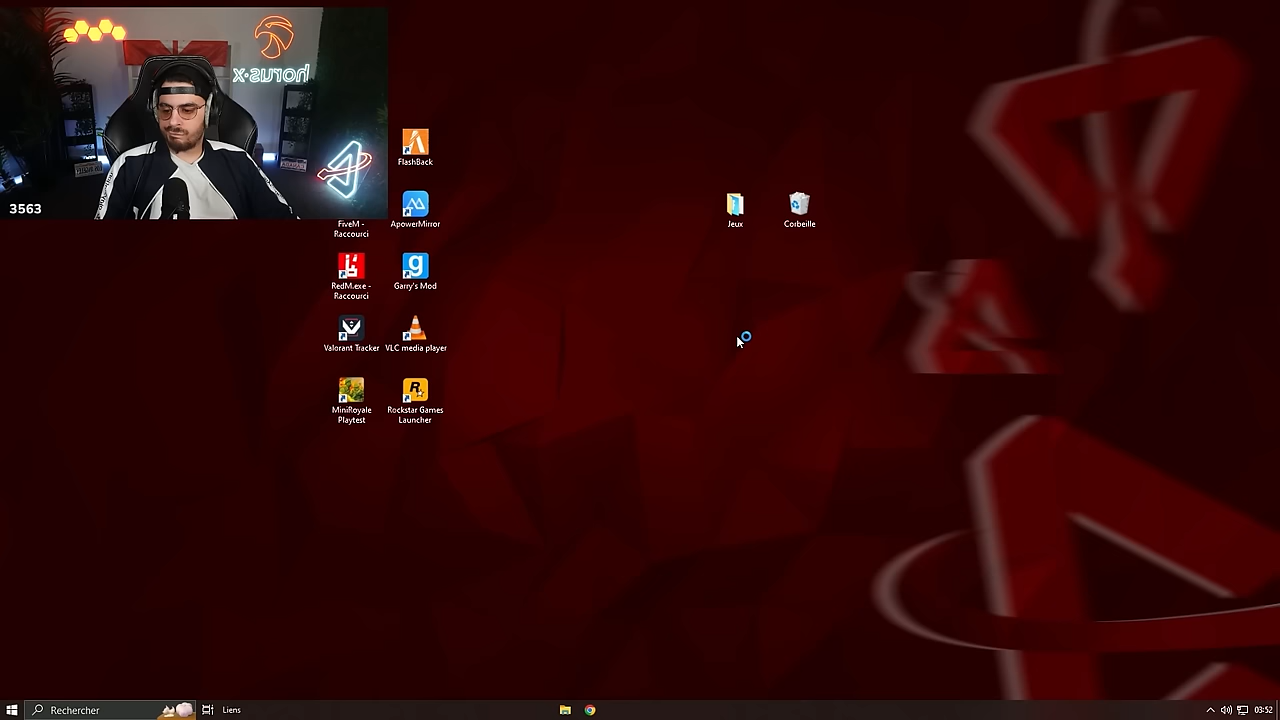 horus-x
3563
FlashBack
FiveM -
Raccourci
ApowerMirror
Jeux
Corbeille
RedM.exe -
Raccourci
Garry's Mod
Valorant Tracker
VLC media player
MiniRoyale
Playtest
Rockstar Games
Launcher
Rechercher
Liens
03:52